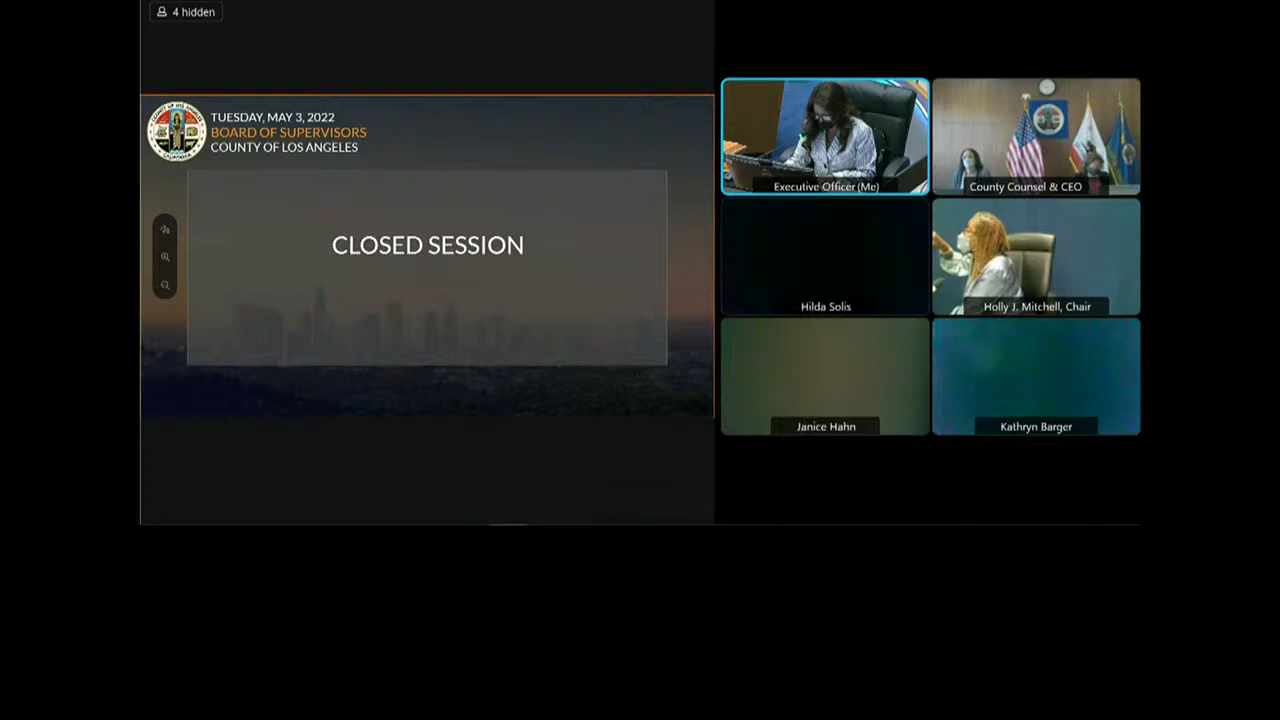 4 hidden
TUESDAY, MAY 3, 2022
BOARD OF SUPERVISORS
COUNTY OF LOS ANGELES
CLOSED SESSION
Executive Officer (Me)
County Counsel & CEO
Hilda Solis
Holly J. Mitchell, Chair
Janice Hahn
Kathryn Barger